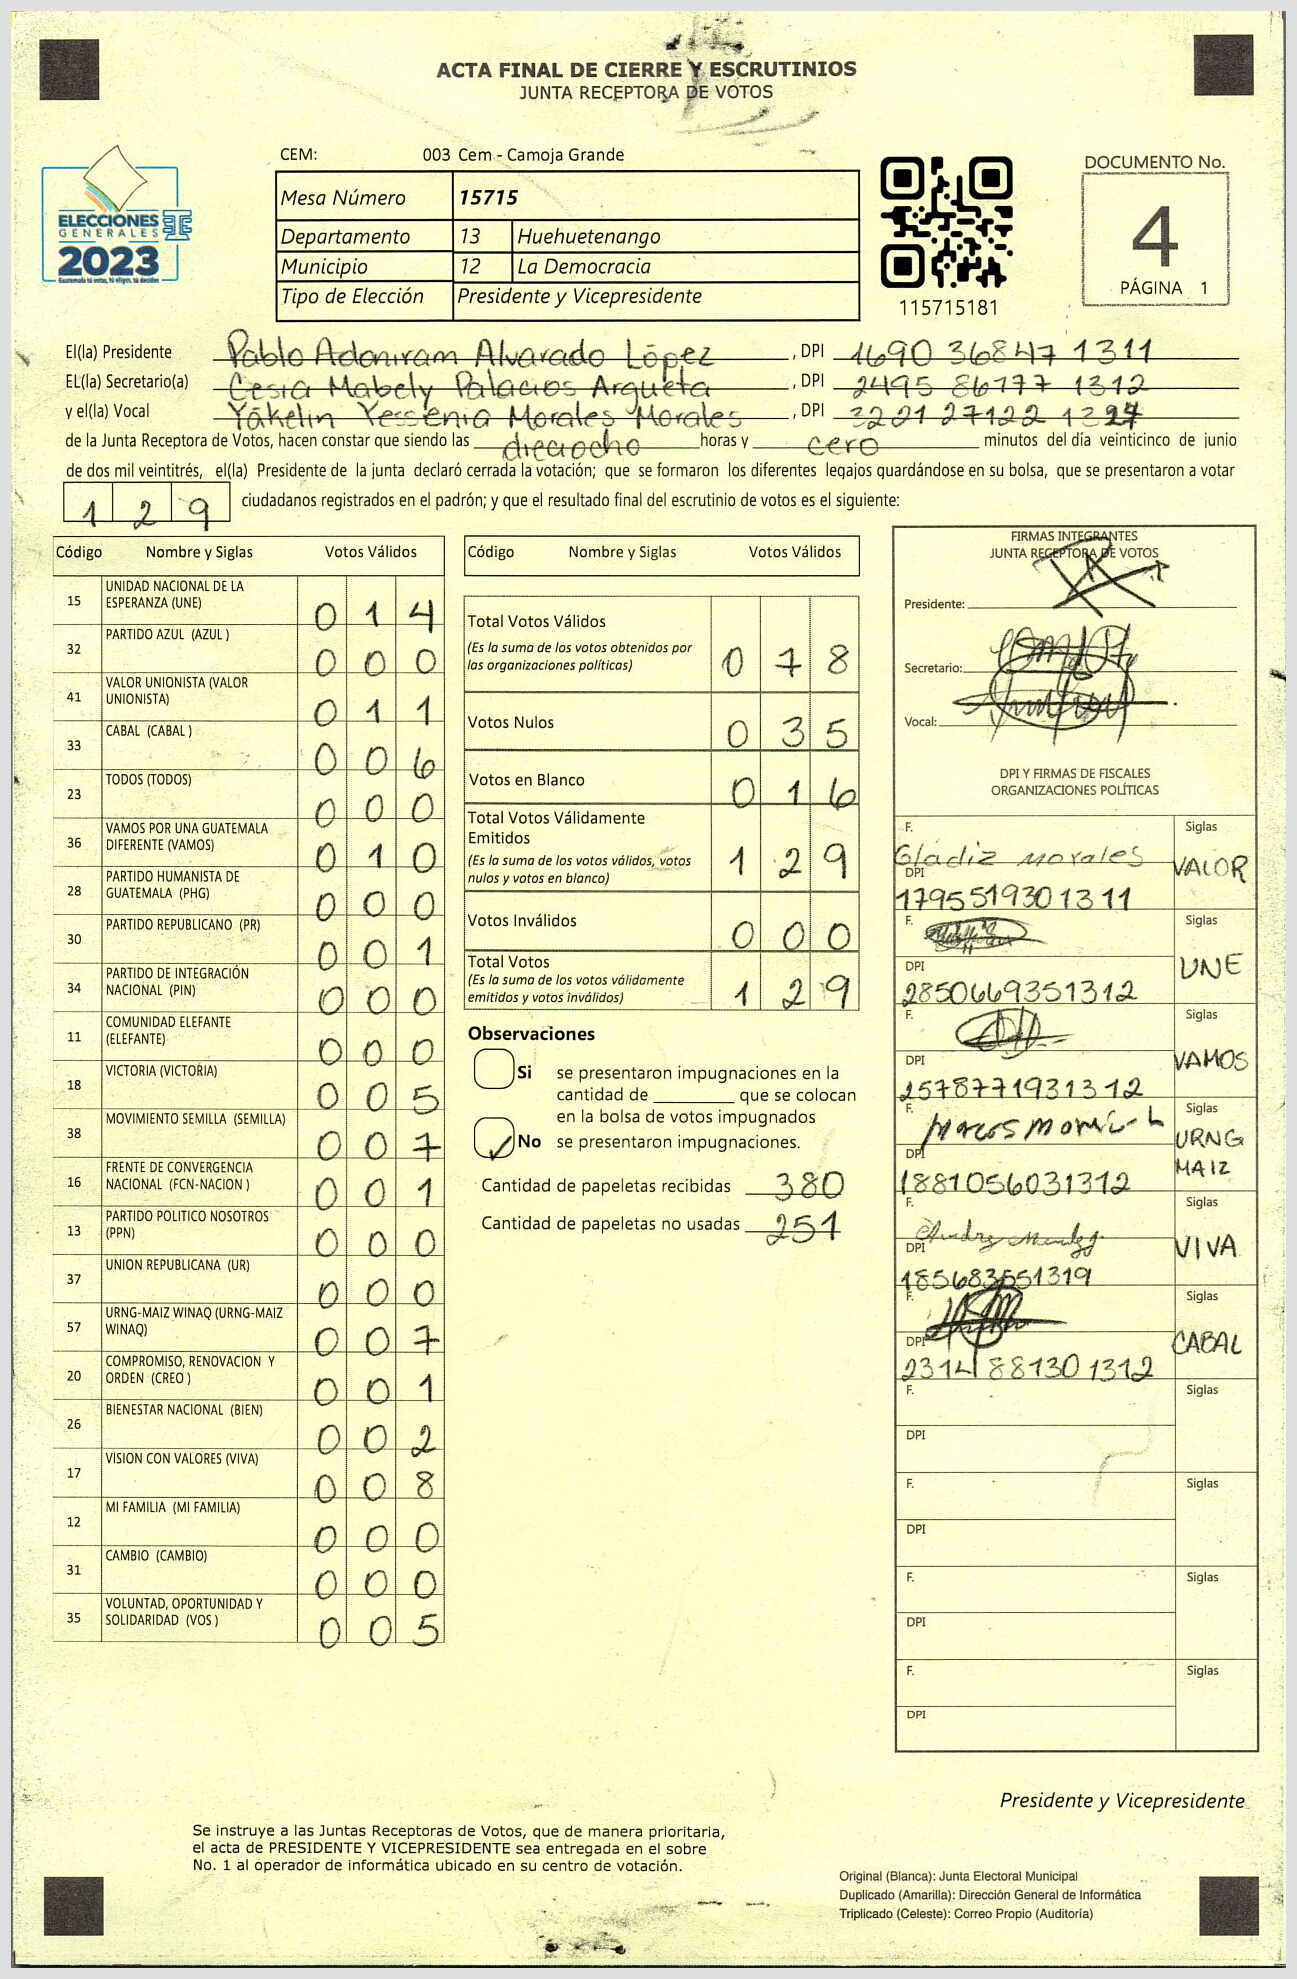 ACTA FINAL DE CIERRE Y ESCRUTINIOS
JUNTA RECEPTORA DE VOTOS
CEM: 003 Cem - Camoja Grande
Mesa Número 15715
Departamento 13 Huehuetenango
Municipio 12 La Democracia
Tipo de Elección Presidente y Vicepresidente
ELECCIONES
GENERALES
2023
115715181
DOCUMENTO No.
4
PÁGINA 1
El(la) Presidente Pablo Adoniram Alvarado López, DPI 1690 36847 1311
EL(la) Secretario(a) Cesia Mabely Palacios Argueta, DPI 2495 86177 1312
y el(la) Vocal Yákelin Yessenia Morales Morales, DPI 3221 27122
de la Junta Receptora de Votos, hacen constar que siendo las dieciocho horas y cero minutos del día veinticinco de junio
de dos mil veintitrés, el(la) Presidente de la junta declaró cerrada la votación; que se formaron los diferentes legajos quardándose en su bolsa, que se presentaron a votar
1 2 9 ciudadanos registrados en el padrón; y que el resultado final del escrutinio de votos es el siguiente:
Código Nombre y Siglas Votos Válidos
15 UNIDAD NACIONAL DE LA ESPERANZA (UNE) 0 1 4
32 PARTIDO AZUL (AZUL ) 0 0 0
41 VALOR UNIONISTA (VALOR UNIONISTA) 0 1 1
33 CABAL (CABAL ) 0 0 6
23 TODOS (TODOS) 0 0 0
36 VAMOS POR UNA GUATEMALA DIFERENTE (VAMOS) 0 1 0
28 PARTIDO HUMANISTA DE GUATEMALA (PHG) 0 0 0
30 PARTIDO REPUBLICANO (PR) 0 0 1
34 PARTIDO DE INTEGRACIÓN NACIONAL (PIN) 0 0 0
11 COMUNIDAD ELEFANTE (ELEFANTE) 0 0 0
18 VICTORIA (VICTORIA) 0 0 5
38 MOVIMIENTO SEMILLA (SEMILLA) 0 0 7
16 FRENTE DE CONVERGENCIA NACIONAL (FCN-NACION ) 0 0 1
13 PARTIDO POLITICO NOSOTROS (PPN) 0 0 0
37 UNION REPUBLICANA (UR) 0 0 0
57 URNG-MAIZ WINAQ (URNG-MAIZ WINAQ) 0 0 7
20 COMPROMISO, RENOVACION Y ORDEN (CREO ) 0 0 1
26 BIENESTAR NACIONAL (BIEN) 0 0 2
17 VISION CON VALORES (VIVA) 0 0 8
12 MI FAMILIA (MI FAMILIA) 0 0 0
31 CAMBIO (CAMBIO) 0 0 0
35 VOLUNTAD, OPORTUNIDAD Y SOLIDARIDAD (VOS ) 0 0 5
Código Nombre y Siglas Votos Válidos
Total Votos Válidos 0 7 8
(Es la suma de los votos obtenidos por
las organizaciones políticas)
Votos Nulos 0 3 5
Votos en Blanco 0 1 6
Total Votos Válidamente
Emitidos 1 2 9
(Es la suma de los votos válidos, votos
nulos y votos en blanco)
Votos Inválidos 0 0 0
Total Votos 1 2 9
(Es la suma de los votos válidamente
emitidos y votos inválidos)
Observaciones
Si se presentaron impugnaciones en la
cantidad de ________ que se colocan
en la bolsa de votos impugnados
No se presentaron impugnaciones.
Cantidad de papeletas recibidas 380
Cantidad de papeletas no usadas 251
FIRMAS INTEGRANTES
JUNTA RECEPTORA DE VOTOS
Presidente:
Secretario:
Vocal:
DPI Y FIRMAS DE FISCALES
ORGANIZACIONES POLÍTICAS
F. Gladiz Morales Siglas VALOR
DPI 1795519301311
F. Siglas UNE
DPI 2850669351312
F. Siglas VAMOS
DPI 2578771931312
F. Siglas URNG MAIZ
DPI 1881056031312
F. Siglas VIVA
DPI 185683551319
F. Siglas CABAL
DPI 2314 88130 1312
F. Siglas
DPI
F. Siglas
DPI
F. Siglas
DPI
F. Siglas
DPI
Presidente y Vicepresidente
Se instruye a las Juntas Receptoras de Votos, que de manera prioritaria,
el acta de PRESIDENTE Y VICEPRESIDENTE sea entregada en el sobre
No. 1 al operador de informática ubicado en su centro de votación.
Original (Blanca): Junta Electoral Municipal
Duplicado (Amarilla): Dirección General de Informática
Triplicado (Celeste): Correo Propio (Auditoría)